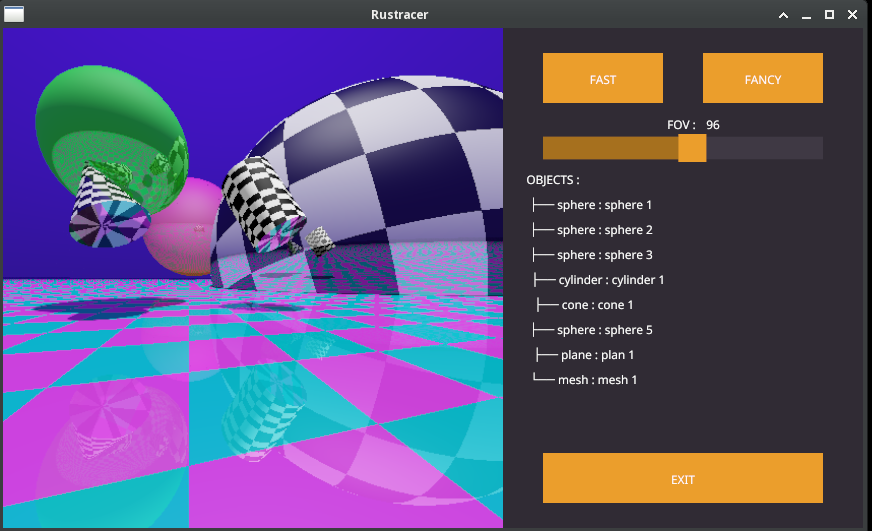 Rustracer
FAST
FANCY
FOV : 96
OBJECTS :
├── sphere : sphere 1
├── sphere : sphere 2
├── sphere : sphere 3
├── cylinder : cylinder 1
├── cone : cone 1
├── sphere : sphere 5
├── plane : plan 1
└── mesh : mesh 1
EXIT